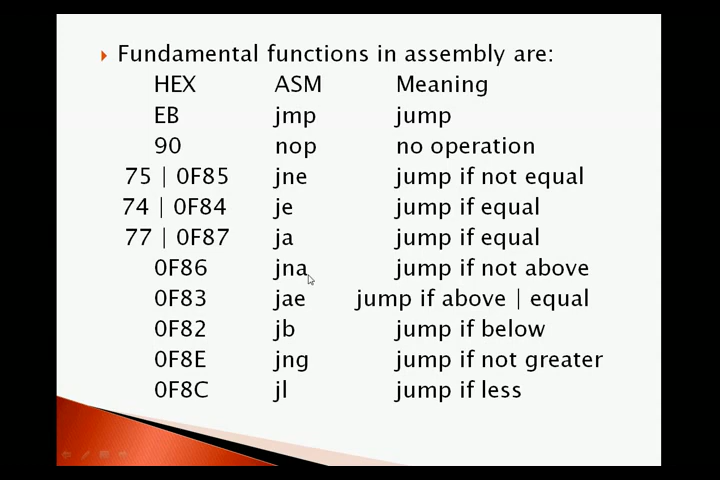 Fundamental functions in assembly are:
HEX ASM Meaning
EB jmp jump
90 nop no operation
75 | 0F85 jne jump if not equal
74 | 0F84 je jump if equal
77 | 0F87 ja jump if equal
0F86 jna jump if not above
0F83 jae jump if above | equal
0F82 jb jump if below
0F8E jng jump if not greater
0F8C jl jump if less